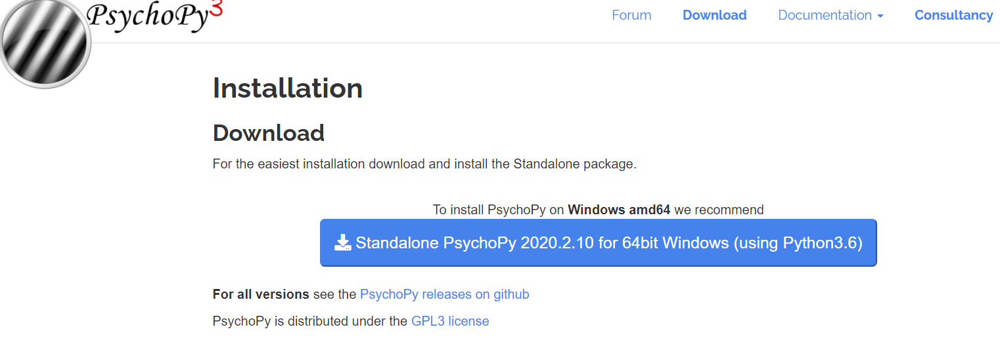 PsychoPy3
Forum Download Documentation Consultancy
Installation
Download
For the easiest installation download and install the Standalone package.
To install PsychoPy on Windows amd64 we recommend
Standalone PsychoPy 2020.2.10 for 64bit Windows (using Python3.6)
For all versions see the PsychoPy releases on github
PsychoPy is distributed under the GPL3 license